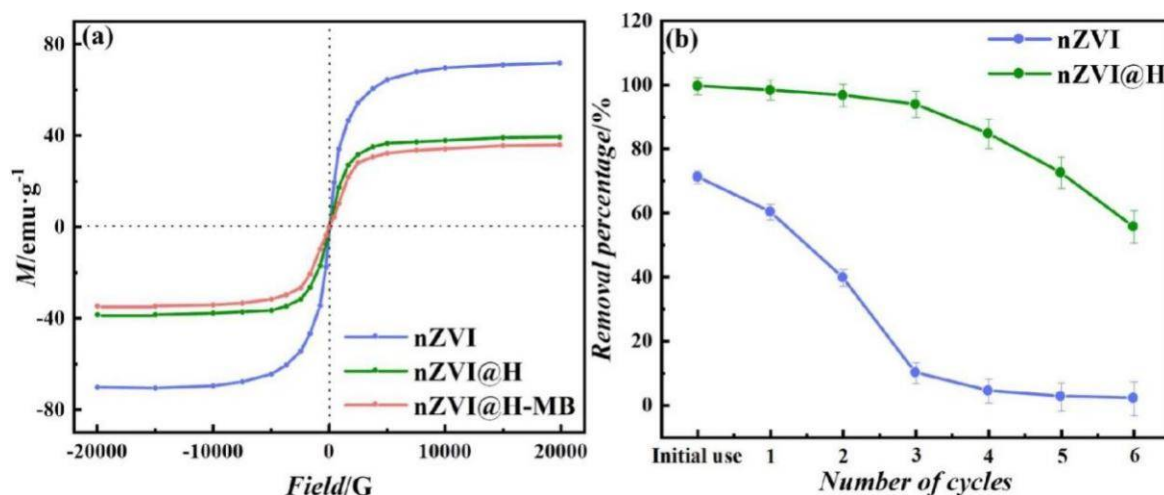 (a)
80
40
0
-40
-80
M/emu·g⁻¹
-20000 -10000 0 10000 20000
Field/G
nZVI
nZVI@H
nZVI@H-MB
(b)
120
100
80
60
40
20
0
Removal percentage/%
Initial use 1 2 3 4 5 6
Number of cycles
nZVI
nZVI@H